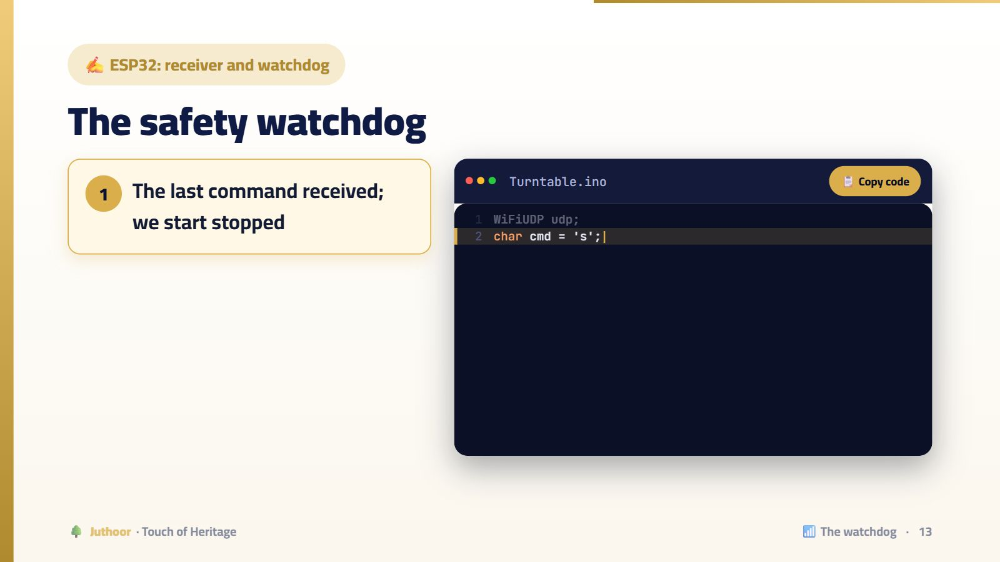 ✍️ ESP32: receiver and watchdog
The safety watchdog
1 The last command received;
we start stopped
Turntable.ino
📋 Copy code
1 WiFiUDP udp;
2 char cmd = 's';
🌳 Juthoor · Touch of Heritage
📶 The watchdog · 13